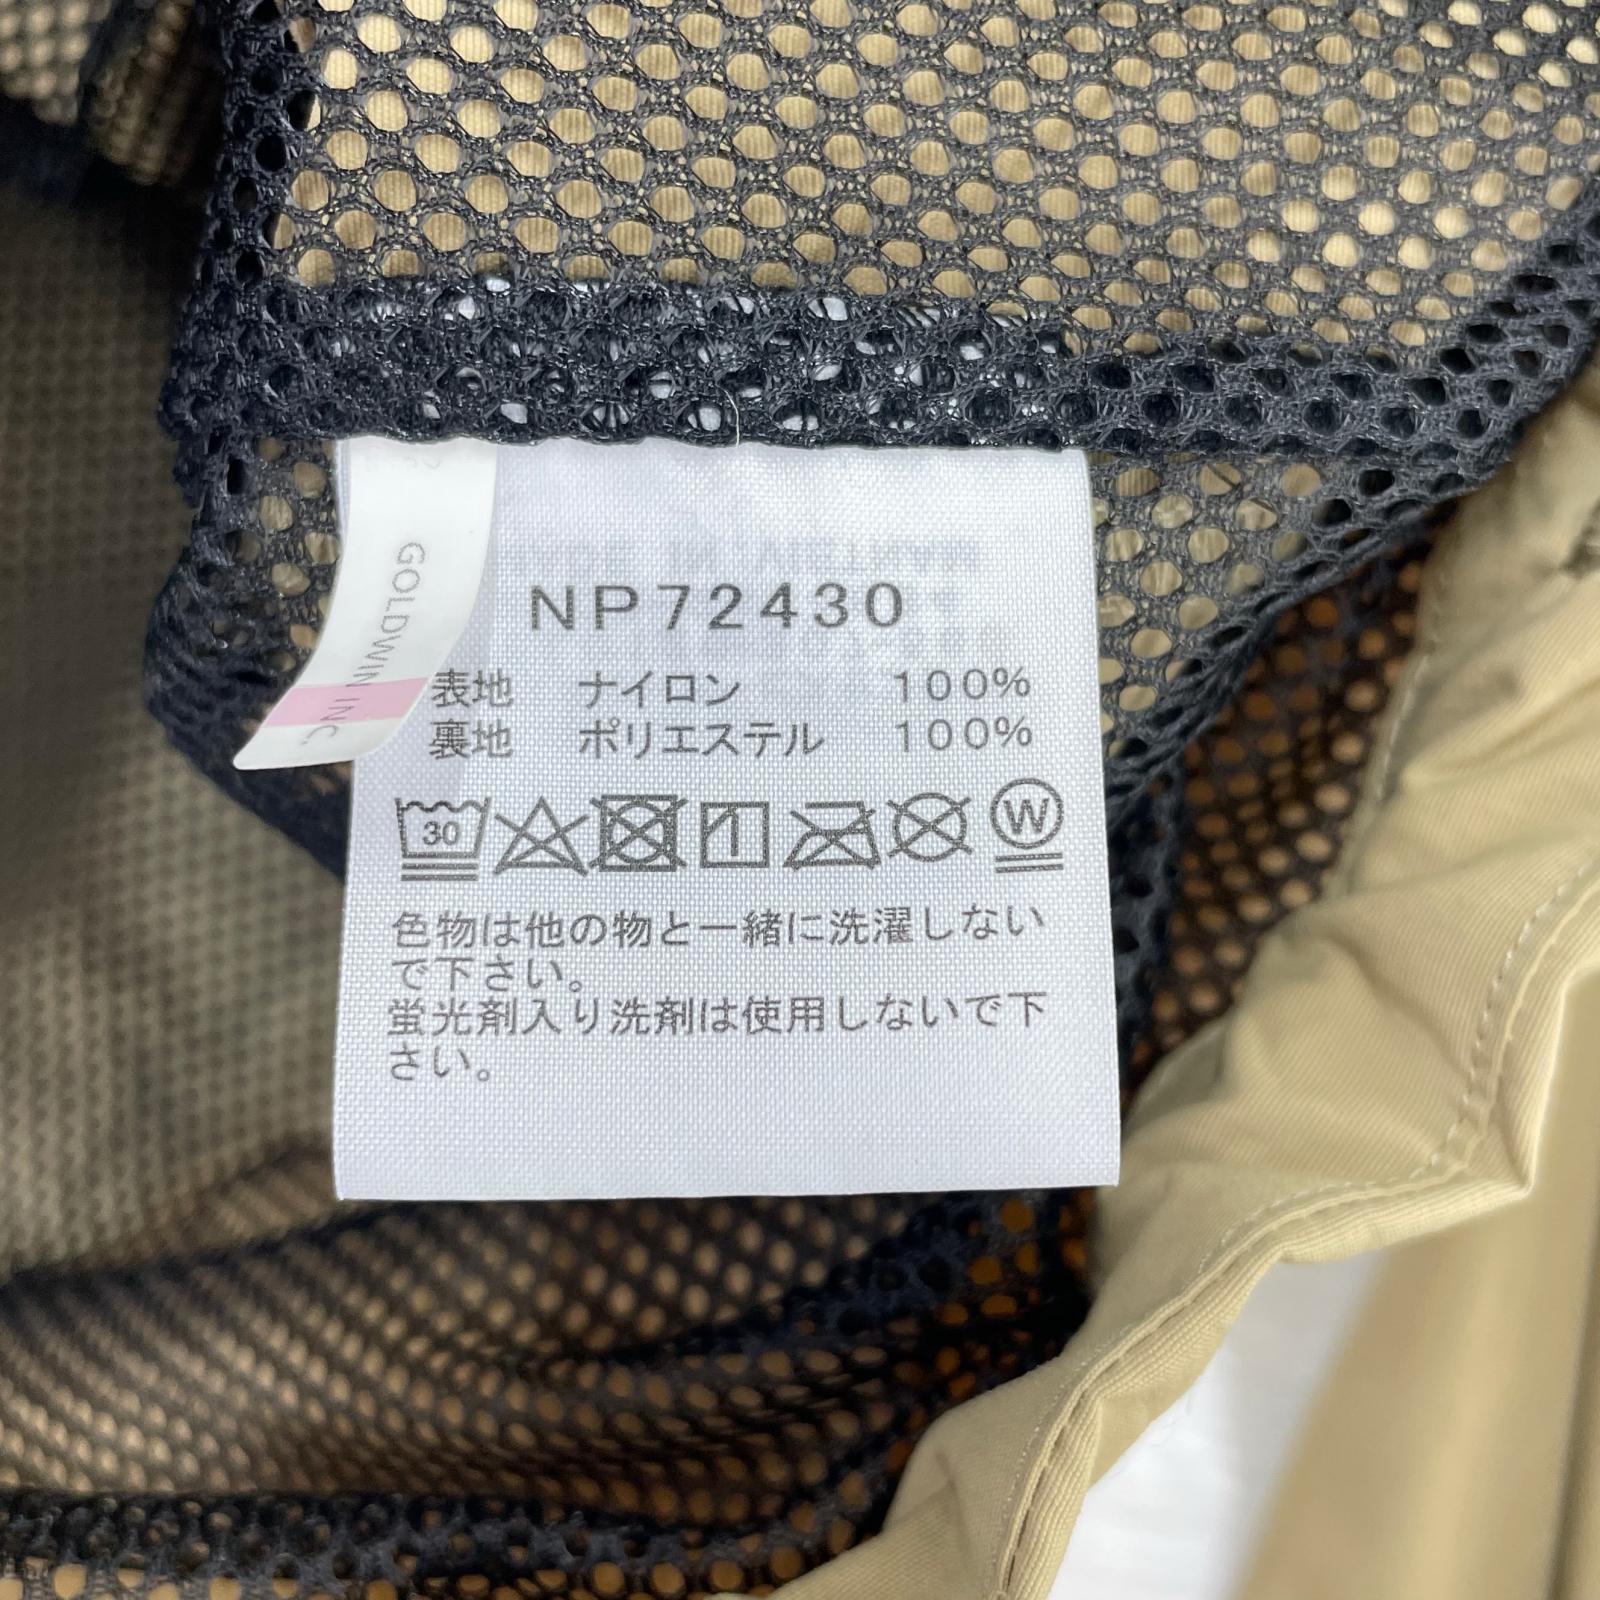 GOLDWIN INC.
NP72430
表地 ナイロン 100%
裏地 ポリエステル 100%
30
W
色物は他の物と一緒に洗濯しない
で下さい。
蛍光剤入り洗剤は使用しないで下
さい。